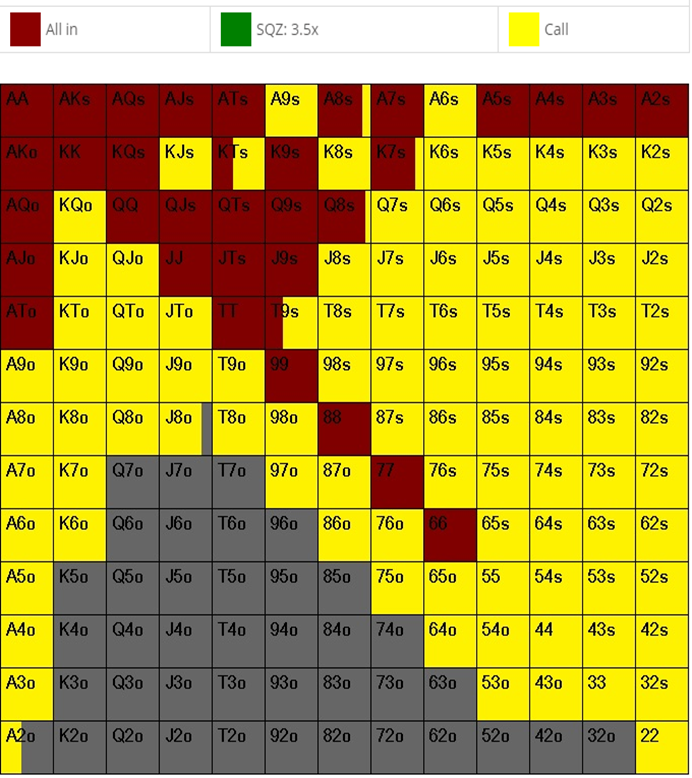 All in SQZ: 3.5x Call
AA AKs AQs AJs ATs A9s A8s A7s A6s A5s A4s A3s A2s
AKo KK KQs KJs KTs K9s K8s K7s K6s K5s K4s K3s K2s
AQo KQo QQ QJs QTs Q9s Q8s Q7s Q6s Q5s Q4s Q3s Q2s
AJo KJo QJo JJ JTs J9s J8s J7s J6s J5s J4s J3s J2s
ATo KTo QTo JTo TT T9s T8s T7s T6s T5s T4s T3s T2s
A9o K9o Q9o J9o T9o 99 98s 97s 96s 95s 94s 93s 92s
A8o K8o Q8o J8o T8o 98o 88 87s 86s 85s 84s 83s 82s
A7o K7o Q7o J7o T7o 97o 87o 77 76s 75s 74s 73s 72s
A6o K6o Q6o J6o T6o 96o 86o 76o 66 65s 64s 63s 62s
A5o K5o Q5o J5o T5o 95o 85o 75o 65o 55 54s 53s 52s
A4o K4o Q4o J4o T4o 94o 84o 74o 64o 54o 44 43s 42s
A3o K3o Q3o J3o T3o 93o 83o 73o 63o 53o 43o 33 32s
A2o K2o Q2o J2o T2o 92o 82o 72o 62o 52o 42o 32o 22